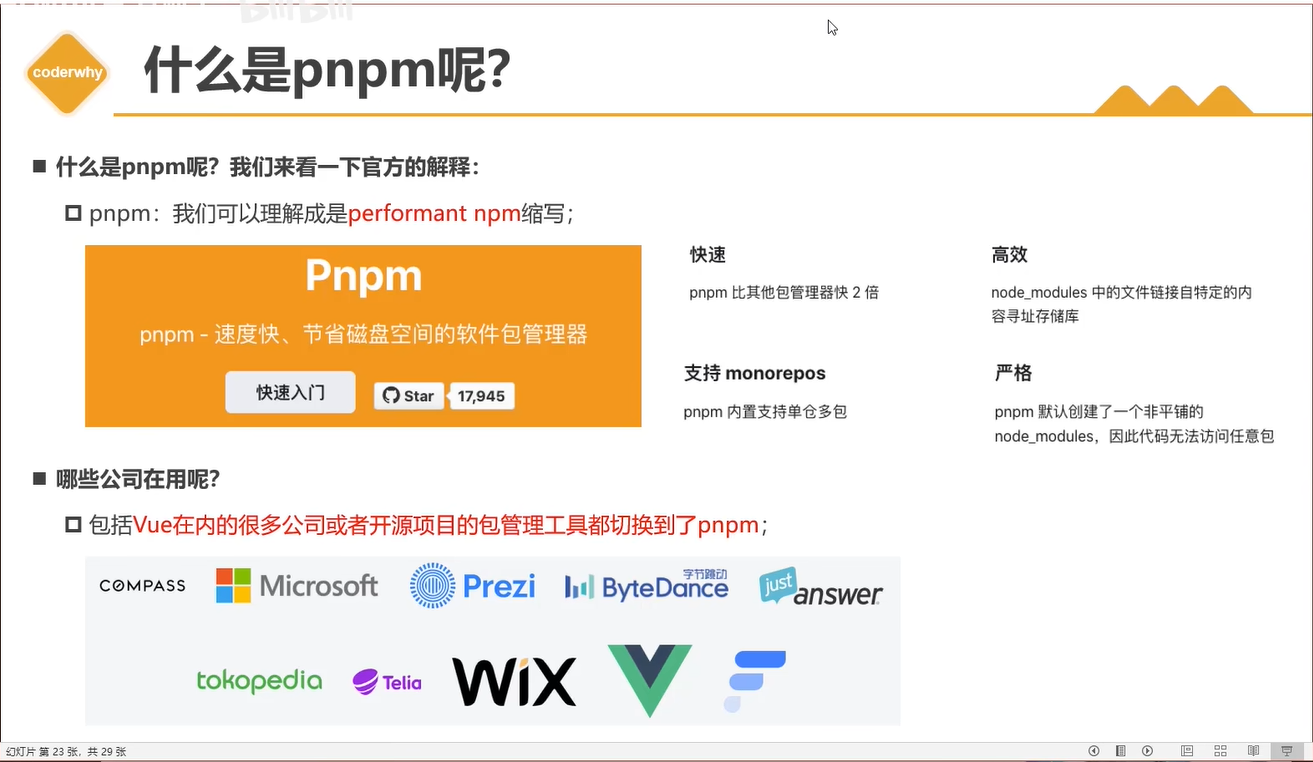 coderwhy
什么是pnpm呢?
■ 什么是pnpm呢？我们来看一下官方的解释：
pnpm：我们可以理解成是performant npm缩写；
Pnpm
pnpm - 速度快、节省磁盘空间的软件包管理器
快速入门
Star
17,945
快速
pnpm 比其他包管理器快 2 倍
高效
node_modules 中的文件链接自特定的内
容寻址存储库
支持 monorepos
pnpm 内置支持单仓多包
严格
pnpm 默认创建了一个非平铺的
node_modules，因此代码无法访问任意包
■ 哪些公司在用呢？
包括Vue在内的很多公司或者开源项目的包管理工具都切换到了pnpm；
COMPASS
Microsoft
Prezi
字节跳动
ByteDance
just
answer
tokopedia
Telia
WiX
幻灯片 第 23 张，共 29 张